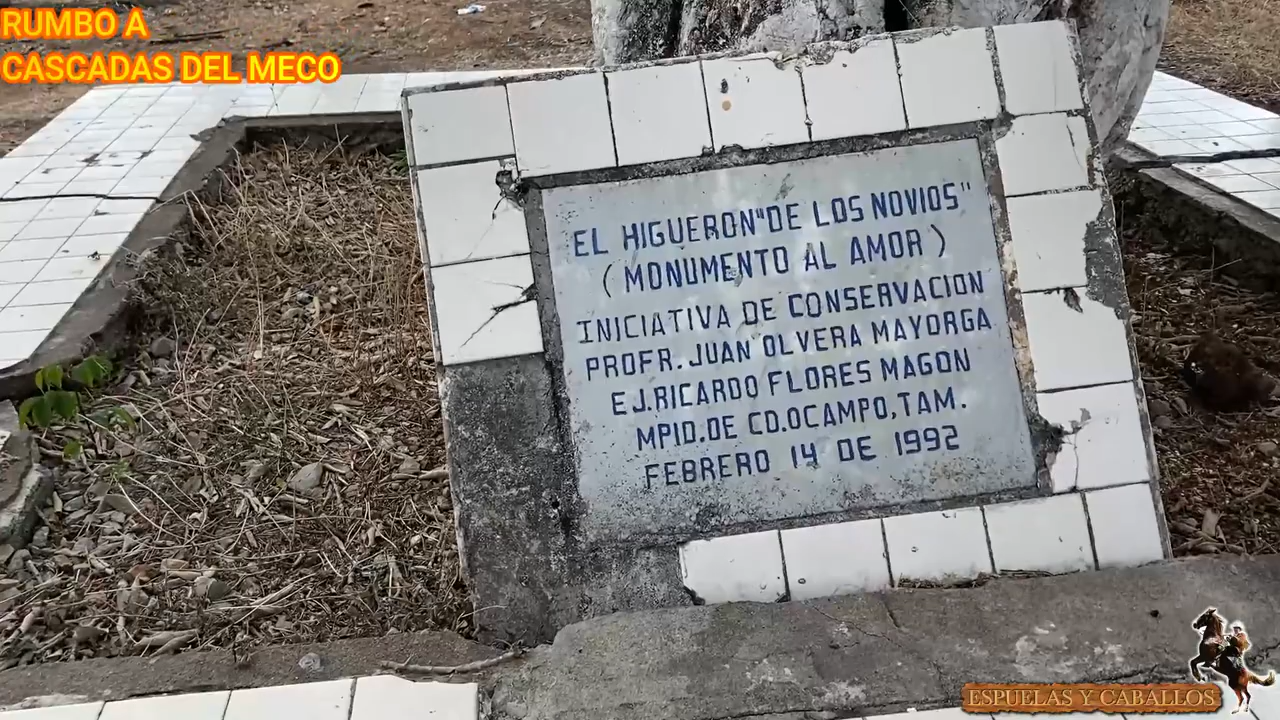 RUMBO A
CASCADAS DEL MECO
EL HIGUERON"DE LOS NOVIOS"
(MONUMENTO AL AMOR)
INICIATIVA DE CONSERVACION
PROFR.JUAN OLVERA MAYORGA
EJ.RICARDO FLORES MAGON
MPIO.DE CD.OCAMPO,TAM.
FEBRERO 14 DE 1992
ESPUELAS Y CABALLOS